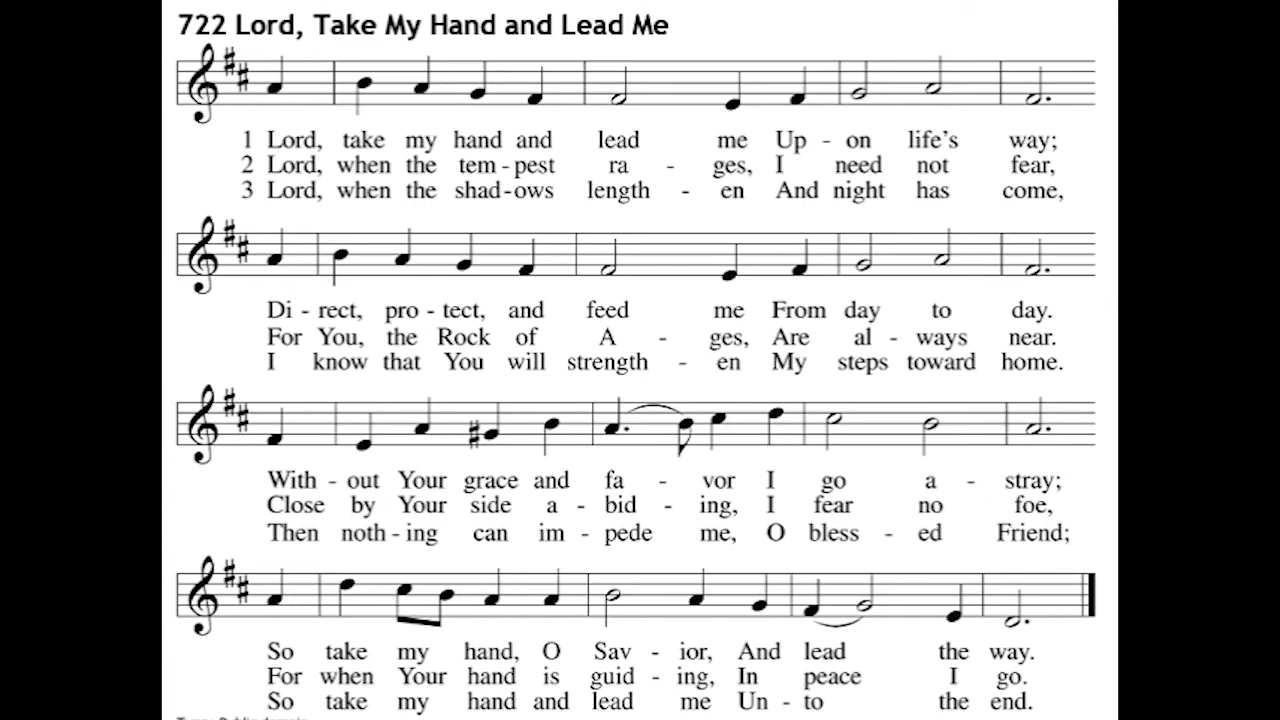 722 Lord, Take My Hand and Lead Me
1 Lord, take my hand and lead me Up - on life's way;
2 Lord, when the tem - pest ra - ges, I need not fear,
3 Lord, when the shad - ows length - en And night has come,
Di - rect, pro - tect, and feed me From day to day.
For You, the Rock of A - ges, Are al - ways near.
I know that You will strength - en My steps toward home.
With - out Your grace and fa - vor I go a - stray;
Close by Your side a - bid - ing, I fear no foe,
Then noth - ing can im - pede me, O bless - ed Friend;
So take my hand, O Sav - ior, And lead the way.
For when Your hand is guid - ing, In peace I go.
So take my hand and lead me Un - to the end.